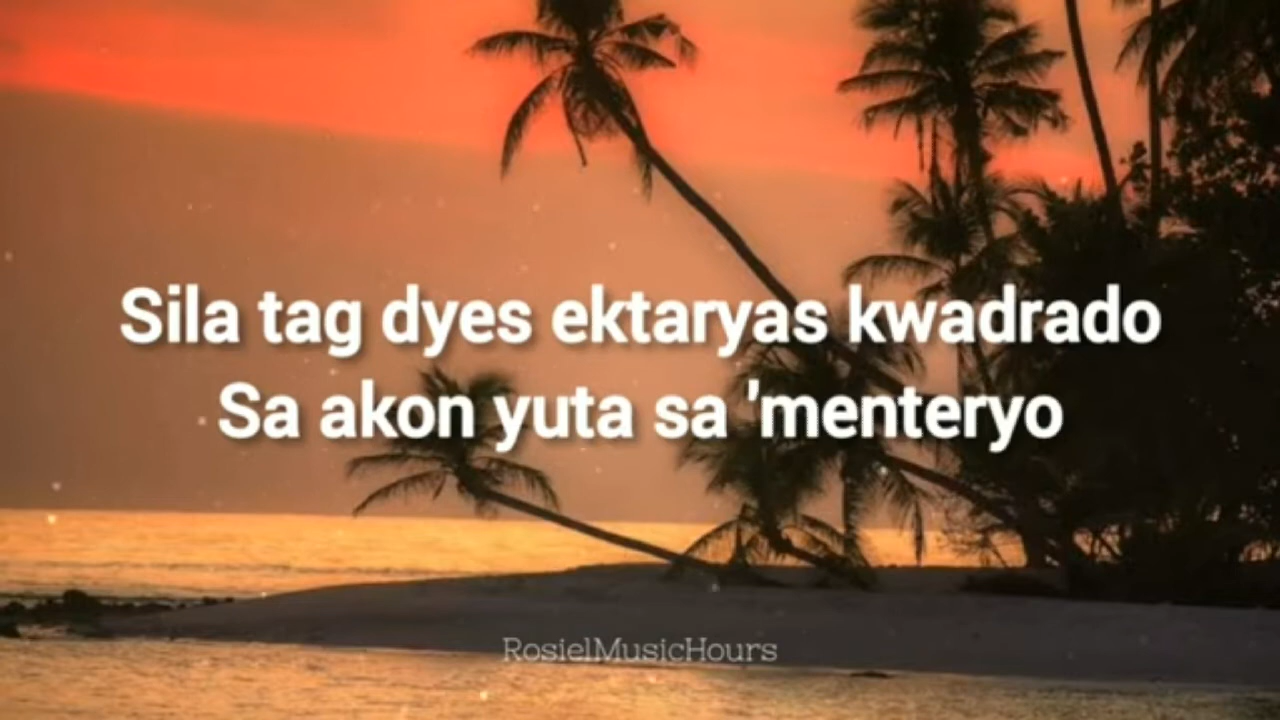 Sila tag dyes ektaryas kwadrado
Sa akon yuta sa 'menteryo
RosielMusicHours